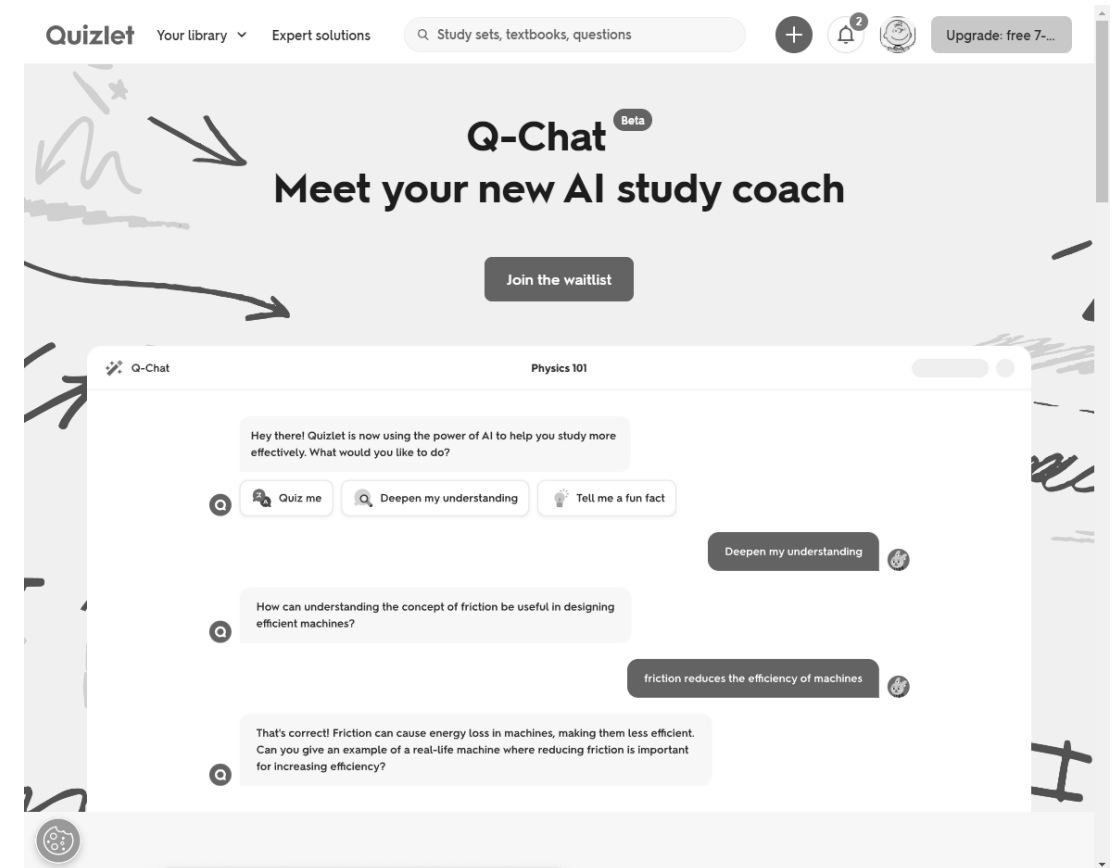 Quizlet Your library Expert solutions Study sets, textbooks, questions 2 Upgrade: free 7-...
Q-Chat Beta
Meet your new AI study coach
Join the waitlist
Q-Chat Physics 101
Hey there! Quizlet is now using the power of AI to help you study more
effectively. What would you like to do?
Quiz me Deepen my understanding Tell me a fun fact
Deepen my understanding
How can understanding the concept of friction be useful in designing
efficient machines?
friction reduces the efficiency of machines
That's correct! Friction can cause energy loss in machines, making them less efficient.
Can you give an example of a real-life machine where reducing friction is important
for increasing efficiency?